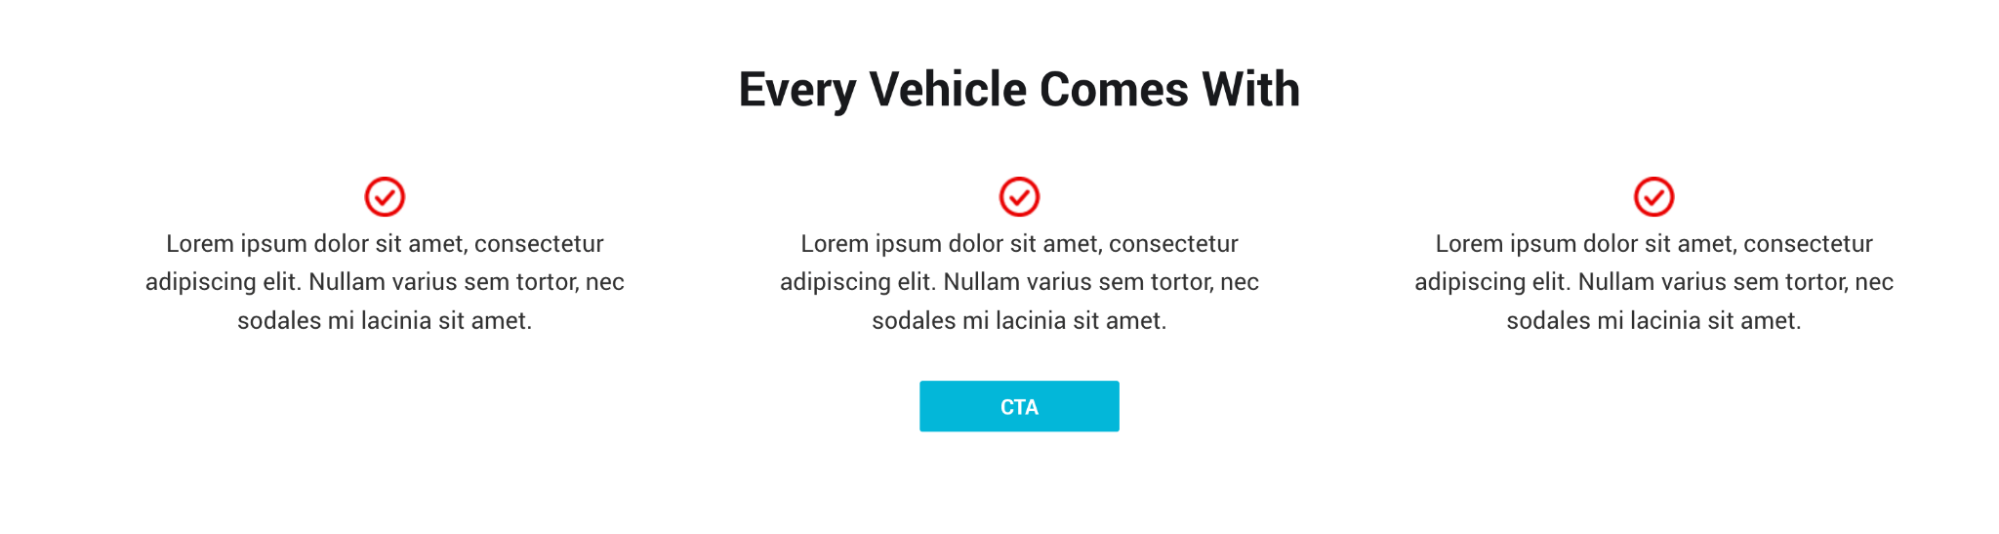 Every Vehicle Comes With
Lorem ipsum dolor sit amet, consectetur
adipiscing elit. Nullam varius sem tortor, nec
sodales mi lacinia sit amet.
Lorem ipsum dolor sit amet, consectetur
adipiscing elit. Nullam varius sem tortor, nec
sodales mi lacinia sit amet.
Lorem ipsum dolor sit amet, consectetur
adipiscing elit. Nullam varius sem tortor, nec
sodales mi lacinia sit amet.
CTA